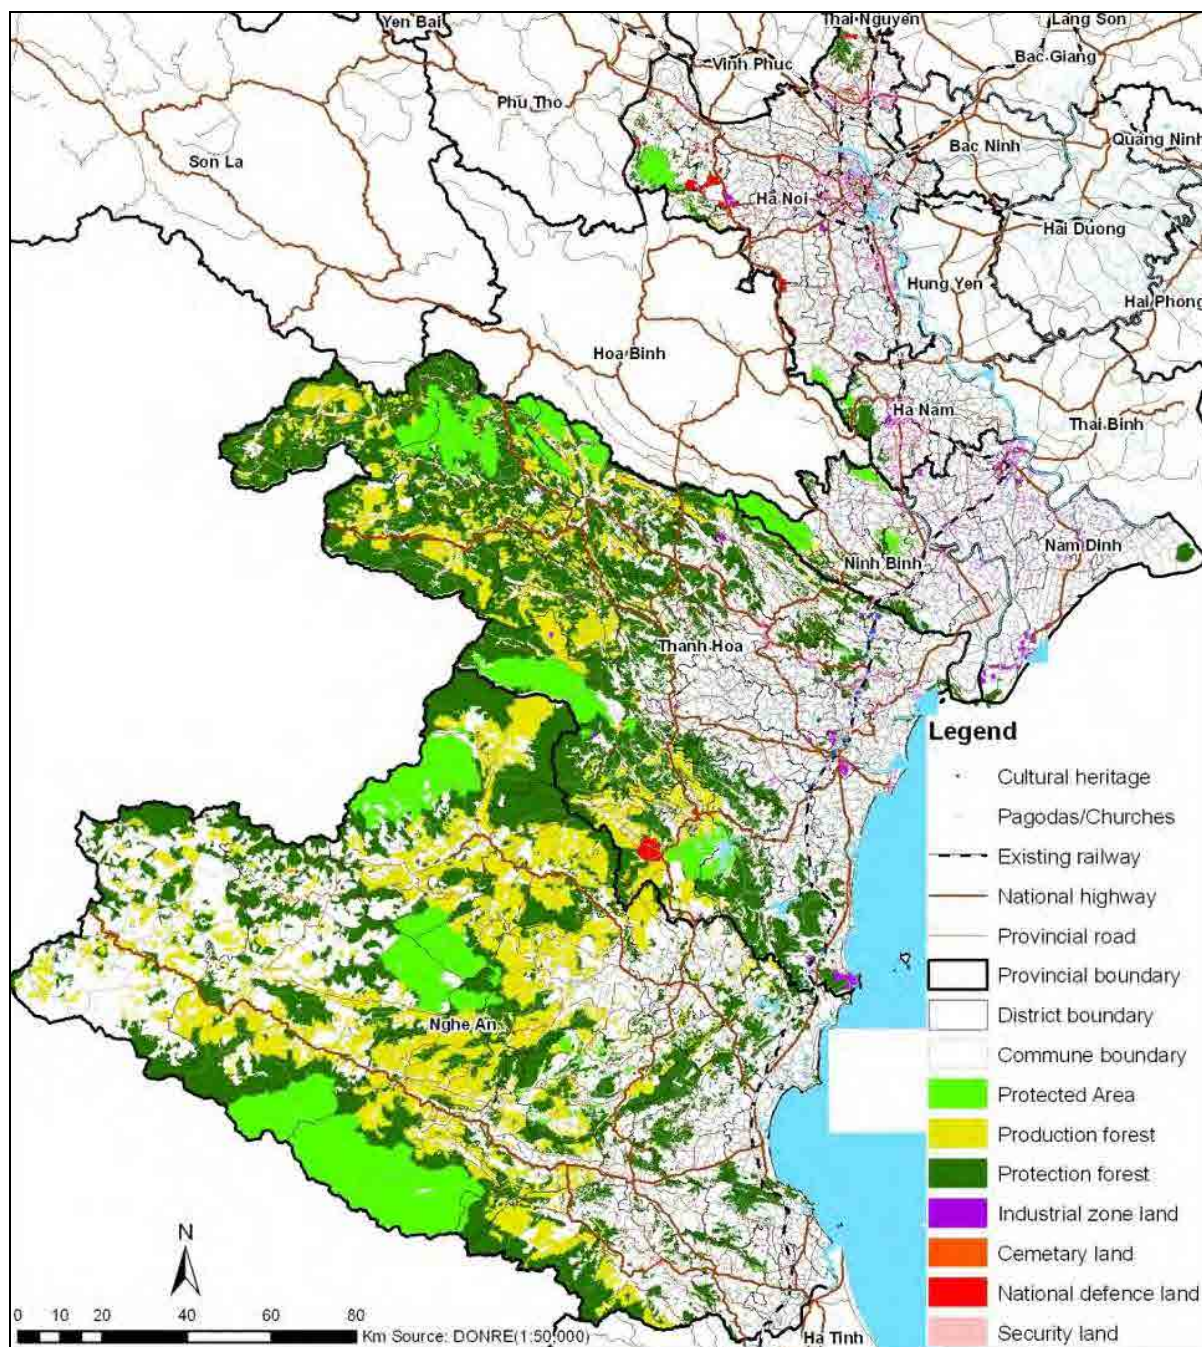 Yen Bai
Thai Nguyen
Lang Son
Vinh Phuc
Bac Giang
Phu Tho
Quang Ninh
Son La
Bac Ninh
Ha Noi
Hai Duong
Hung Yen
Hai Phong
Hoa Binh
Ha Nam
Thai Binh
Nam Dinh
Ninh Binh
Thanh Hoa
Nghe An
Ha Tinh
Legend
Cultural heritage
Pagodas/Churches
Existing railway
National highway
Provincial road
Provincial boundary
District boundary
Commune boundary
Protected Area
Production forest
Protection forest
Industrial zone land
Cemetary land
National defence land
Security land
N
0 10 20 40 60 80
Km Source: DONRE(1:50,000)